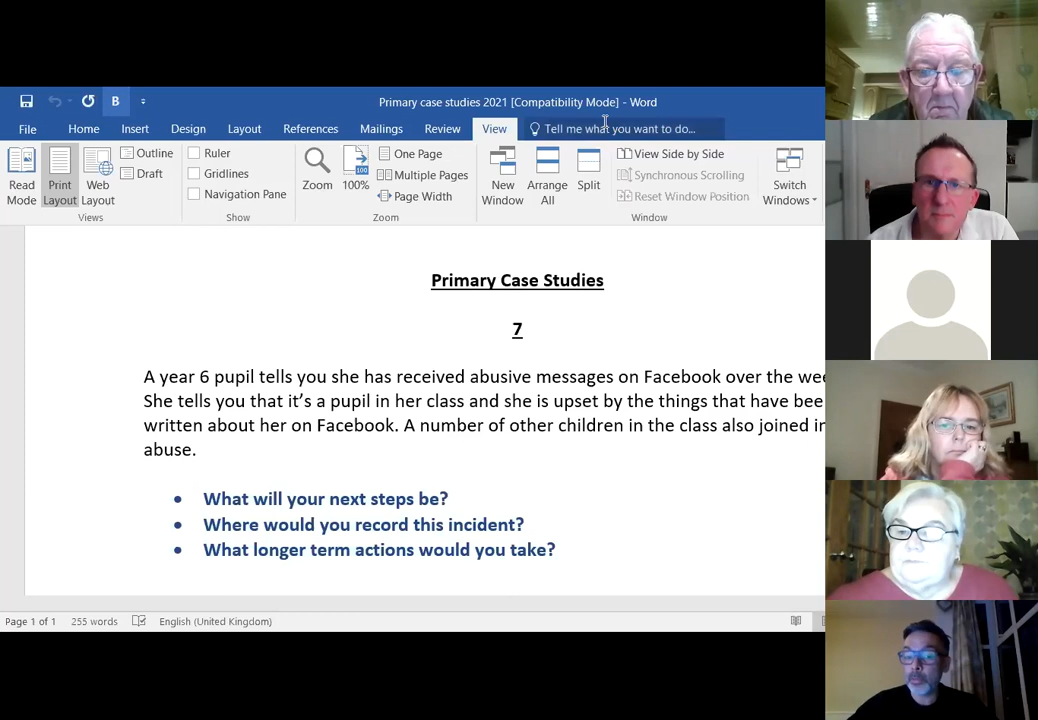 Primary case studies 2021 [Compatibility Mode] - Word
B
File Home Insert Design Layout References Mailings Review View Tell me what you want to do...
Read Mode
Print Layout
Web Layout
Outline
Draft
Views
Ruler
Gridlines
Navigation Pane
Show
Zoom
100
100%
One Page
Multiple Pages
Page Width
Zoom
New Window
Arrange All
Split
View Side by Side
Synchronous Scrolling
Reset Window Position
Window
Switch Windows
Primary Case Studies
7
A year 6 pupil tells you she has received abusive messages on Facebook over the
She tells you that it's a pupil in her class and she is upset by the things that have
written about her on Facebook. A number of other children in the class also joined
abuse.
• What will your next steps be?
• Where would you record this incident?
• What longer term actions would you take?
Page 1 of 1 255 words English (United Kingdom)